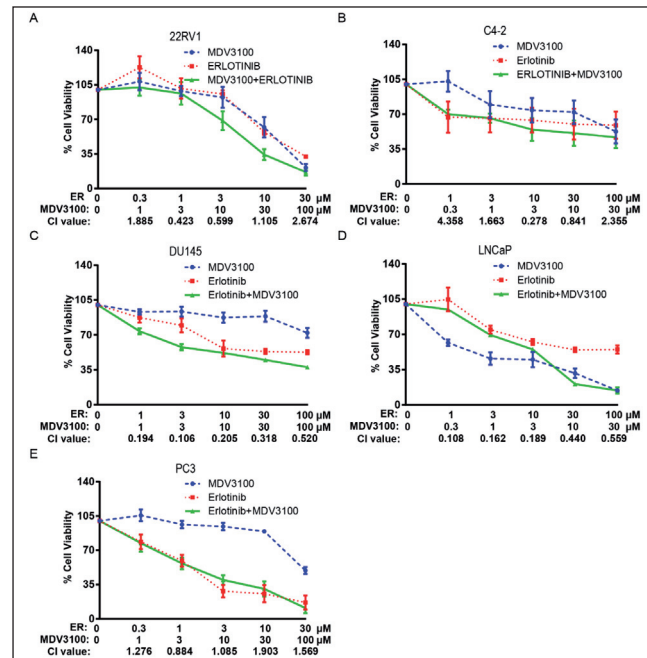 A
22RV1
MDV3100
ERLOTINIB
MDV3100+ERLOTINIB
% Cell Viability
140
105
70
35
0
ER: 0 0.3 1 3 10 30 μM
MDV3100: 0 1 3 10 30 100 μM
CI value: 1.885 0.423 0.599 1.105 2.674
B
C4-2
MDV3100
Erlotinib
ERLOTINIB+MDV3100
% Cell Viability
140
105
70
35
0
0 1 3 10 30 100 μM
0 0.3 1 3 10 30 μM
4.358 1.663 0.278 0.841 2.355
C
DU145
MDV3100
Erlotinib
Erlotinib+MDV3100
% Cell Viability
140
105
70
35
0
ER: 0 1 3 10 30 100 μM
MDV3100: 0 1 3 10 30 100 μM
CI value: 0.194 0.106 0.205 0.318 0.520
D
LNCaP
MDV3100
Erlotinib
Erlotinib+MDV3100
% Cell Viability
140
105
70
35
0
0 1 3 10 30 100 μM
0 0.3 1 3 10 30 μM
0.108 0.162 0.189 0.440 0.559
E
PC3
MDV3100
Erlotinib
Erlotinib+MDV3100
% Cell Viability
140
105
70
35
0
ER: 0 0.3 1 3 10 30 μM
MDV3100: 0 1 3 10 30 100 μM
CI value: 1.276 0.884 1.085 1.903 1.569